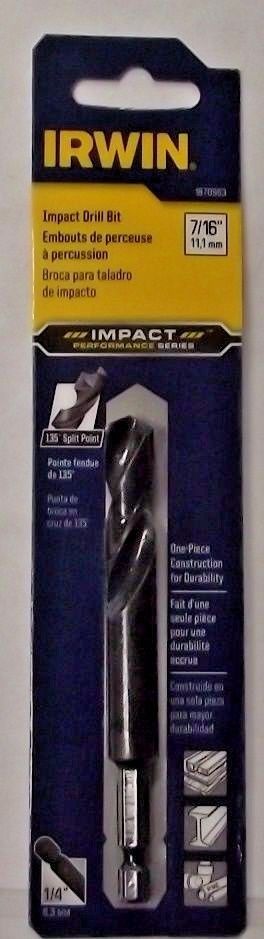 IRWIN.
1870963
Impact Drill Bit
Embouts de perceuse
à percussion
Broca para taladro
de impacto
7/16"
11,1 mm
IMPACT™
PERFORMANCE SERIES
135° Split Point
Pointe fendue
de 135°
Punta de
broca en
cruz de 135°
One-Piece
Construction
for Durability
Fait d'une
seule pièce
pour une
durabilité
accrue
Construido en
una sola pieza
para mayor
durabilidad
1/4"
6,3 мм